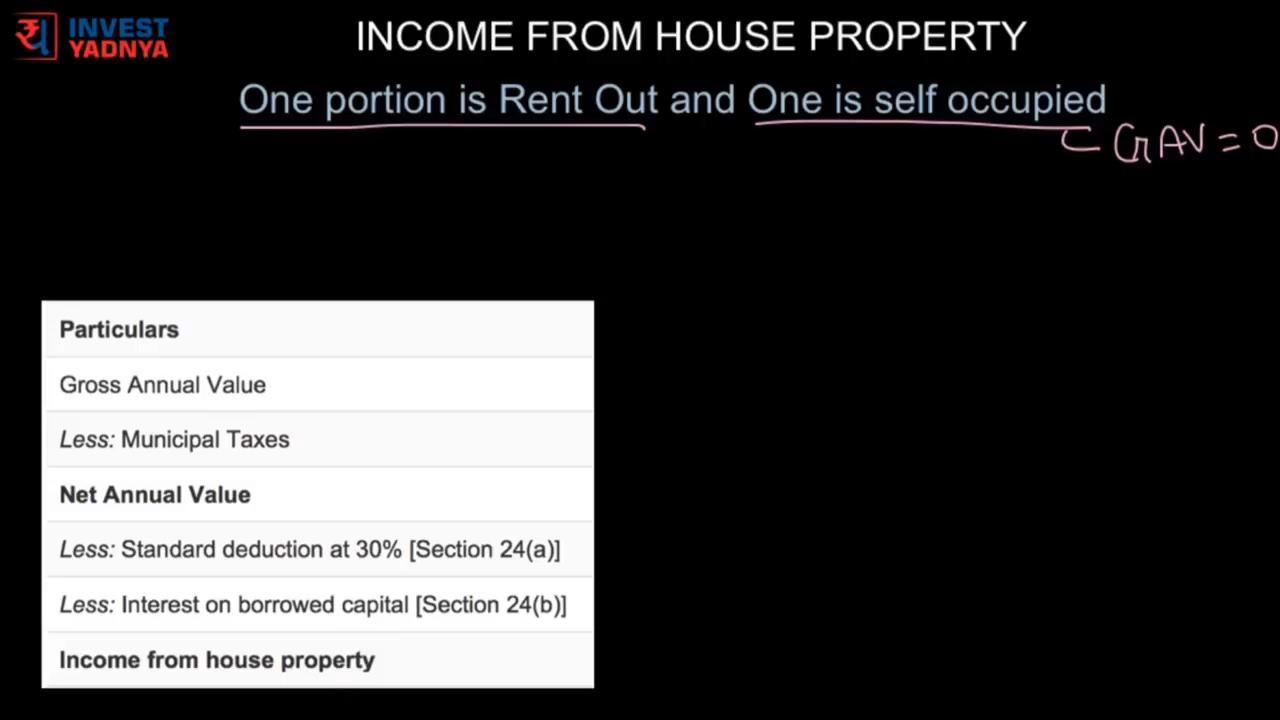 INVEST
YADNYA
INCOME FROM HOUSE PROPERTY
One portion is Rent Out and One is self occupied
GAV = 0
Particulars
Gross Annual Value
Less: Municipal Taxes
Net Annual Value
Less: Standard deduction at 30% [Section 24(a)]
Less: Interest on borrowed capital [Section 24(b)]
Income from house property